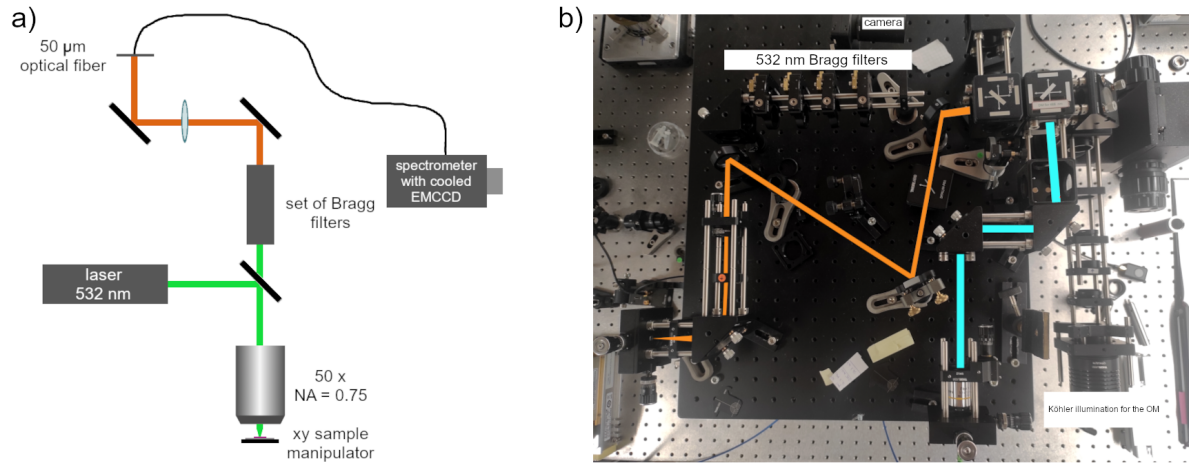 a)
50 µm
optical fiber
spectrometer
with cooled
EMCCD
set of Bragg
filters
laser
532 nm
50 x
NA = 0.75
xy sample
manipulator
b)
camera
532 nm Bragg filters
Köhler illumination for the OM